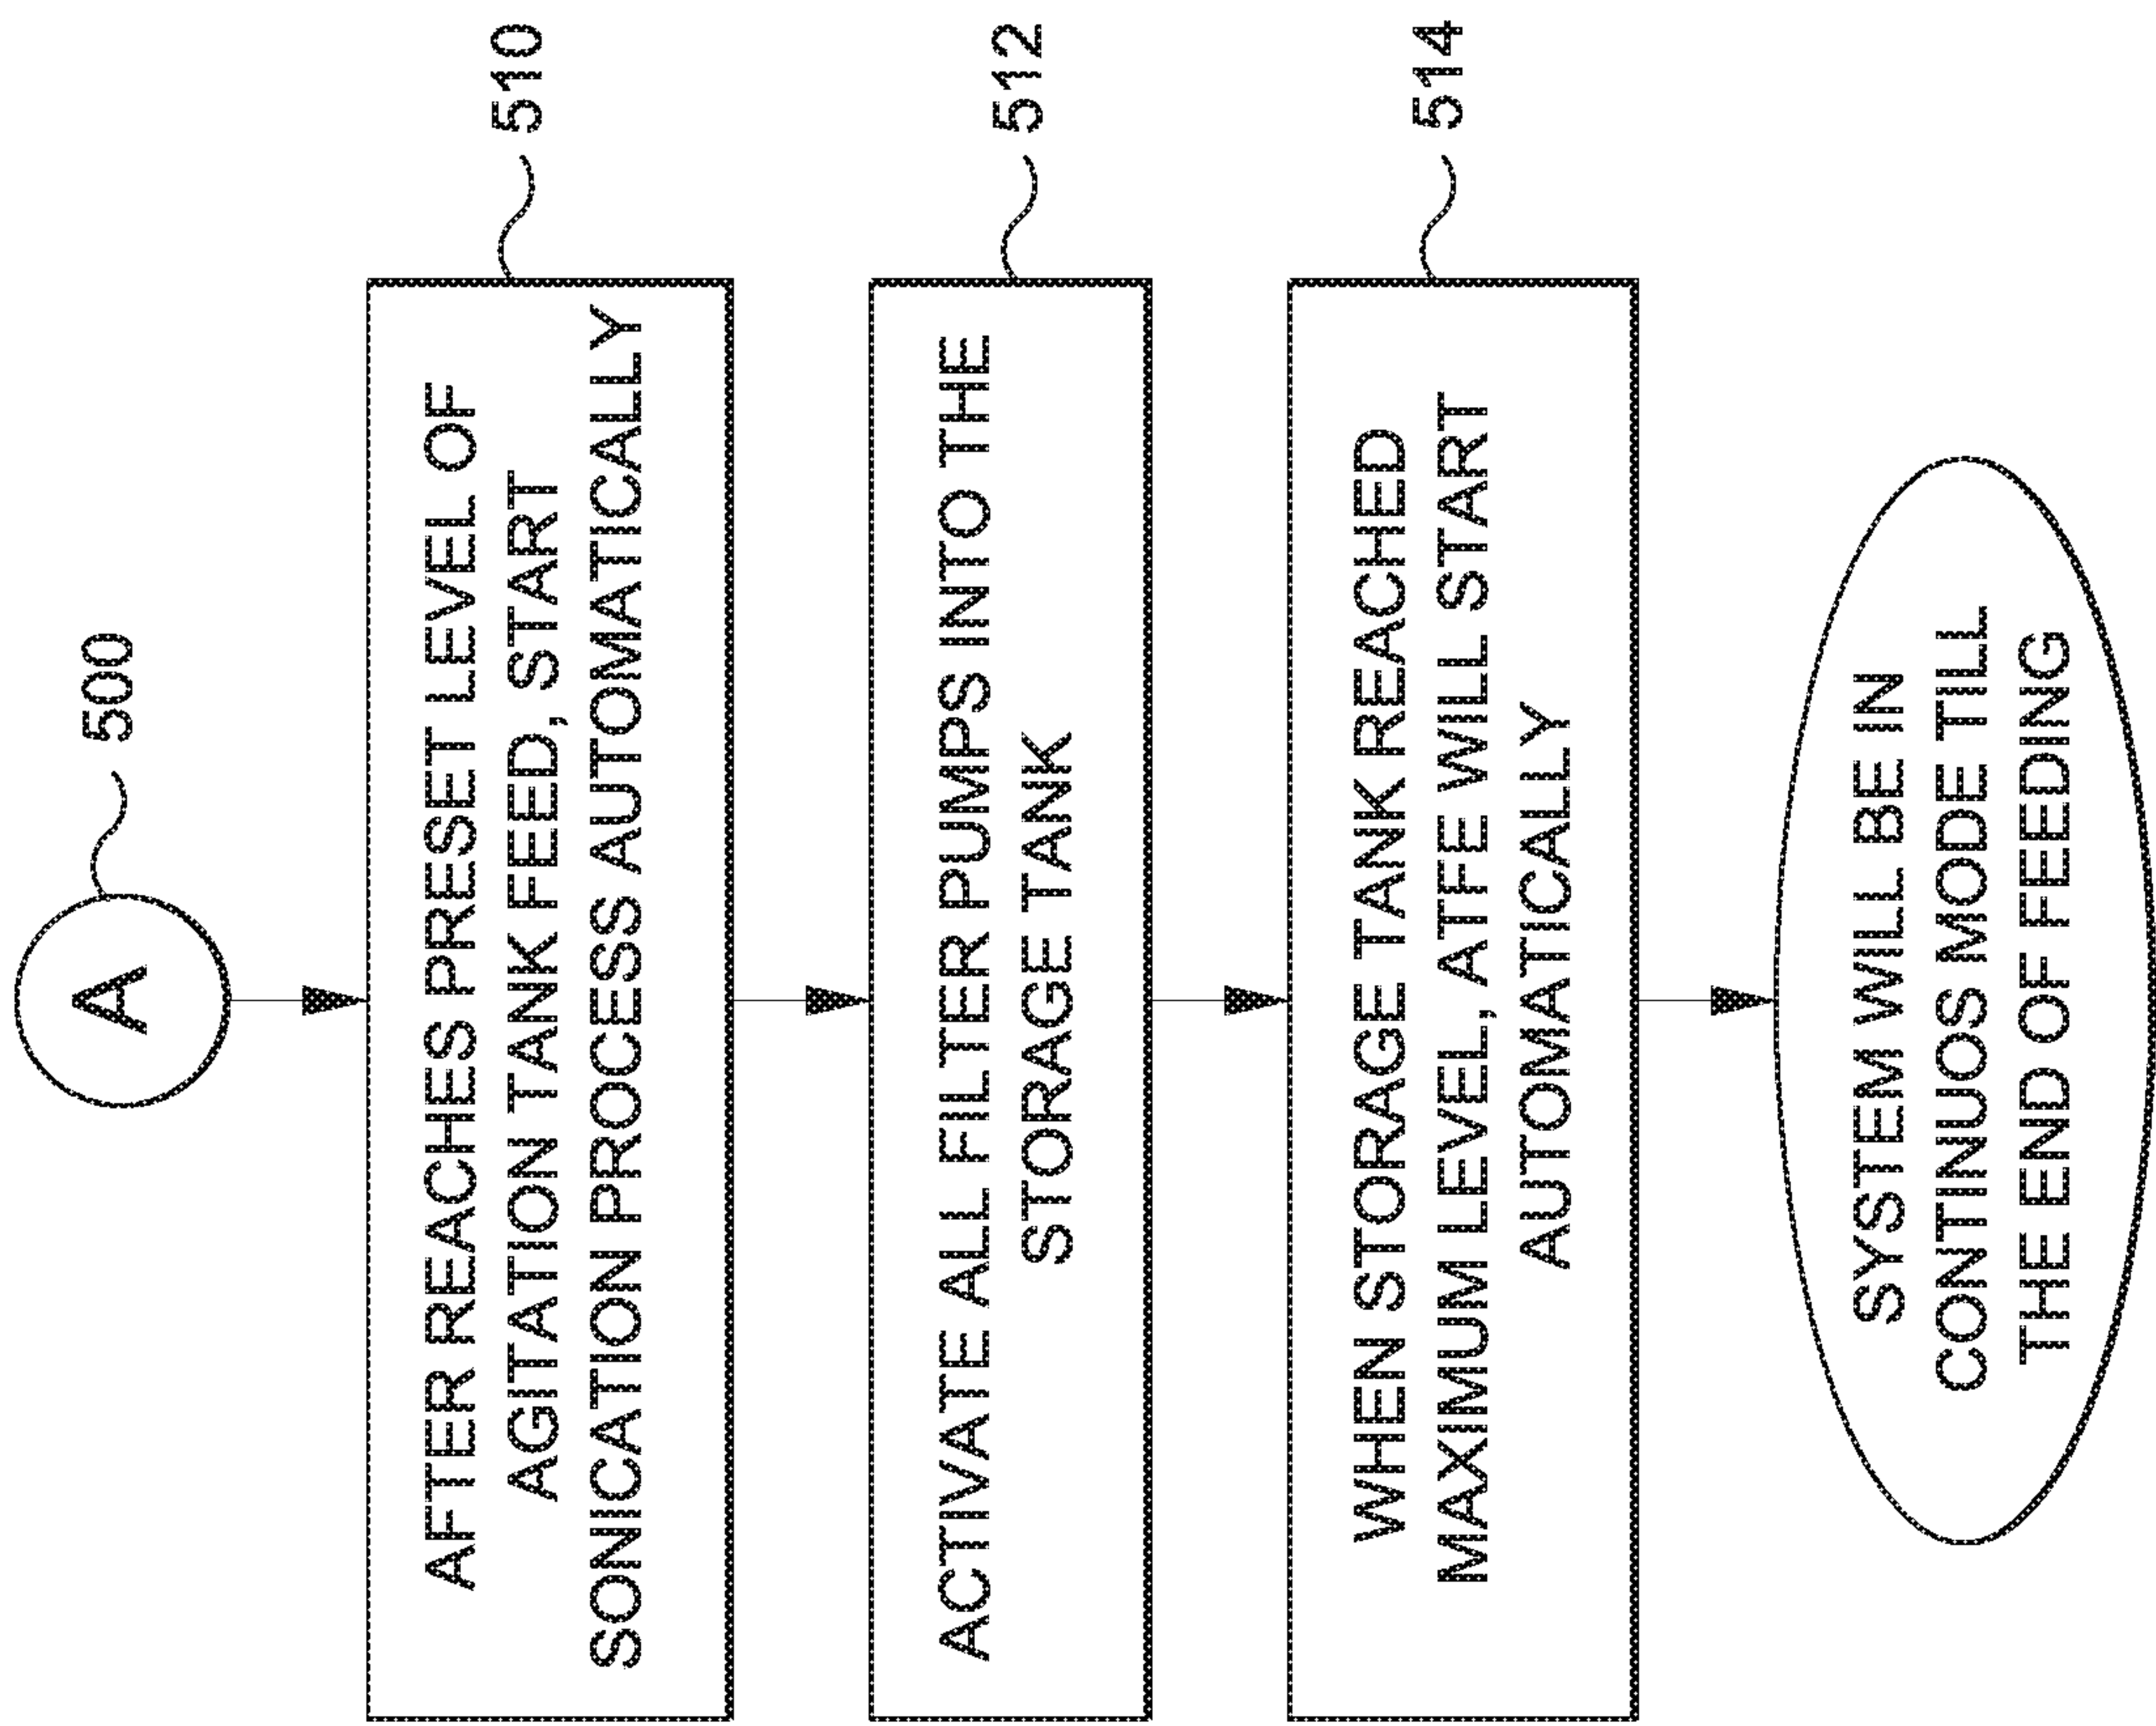 A
500
AFTER REACHES PRESET LEVEL OF
AGITATION TANK FEED, START
SONICATION PROCESS AUTOMATICALLY
510
ACTIVATE ALL FILTER PUMPS INTO THE
STORAGE TANK
512
WHEN STORAGE TANK REACHED
MAXIMUM LEVEL, ATFE WILL START
AUTOMATICALLY
514
SYSTEM WILL BE IN
CONTINUOS MODE TILL
THE END OF FEEDING